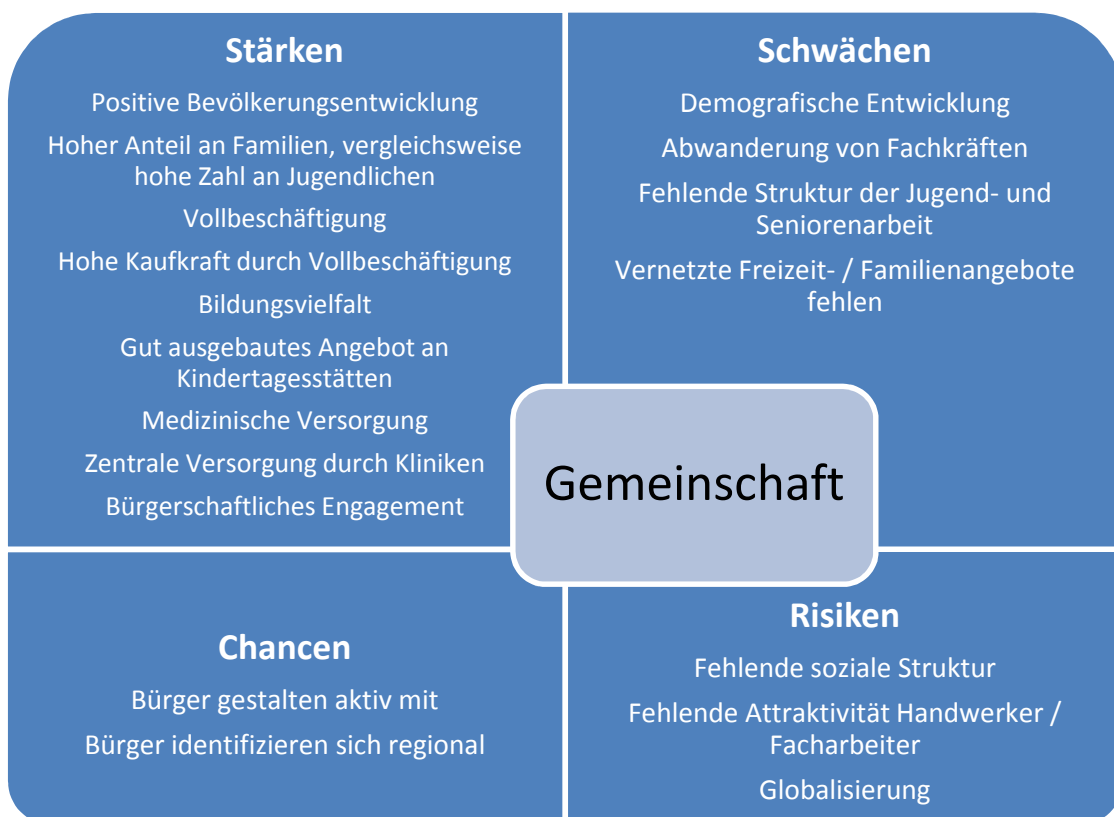 Stärken
Positive Bevölkerungsentwicklung
Hoher Anteil an Familien, vergleichsweise
hohe Zahl an Jugendlichen
Vollbeschäftigung
Hohe Kaufkraft durch Vollbeschäftigung
Bildungsvielfalt
Gut ausgebautes Angebot an
Kindertagesstätten
Medizinische Versorgung
Zentrale Versorgung durch Kliniken
Bürgerschaftliches Engagement
Schwächen
Demografische Entwicklung
Abwanderung von Fachkräften
Fehlende Struktur der Jugend- und
Seniorenarbeit
Vernetzte Freizeit- / Familienangebote
fehlen
Gemeinschaft
Chancen
Bürger gestalten aktiv mit
Bürger identifizieren sich regional
Risiken
Fehlende soziale Struktur
Fehlende Attraktivität Handwerker /
Facharbeiter
Globalisierung